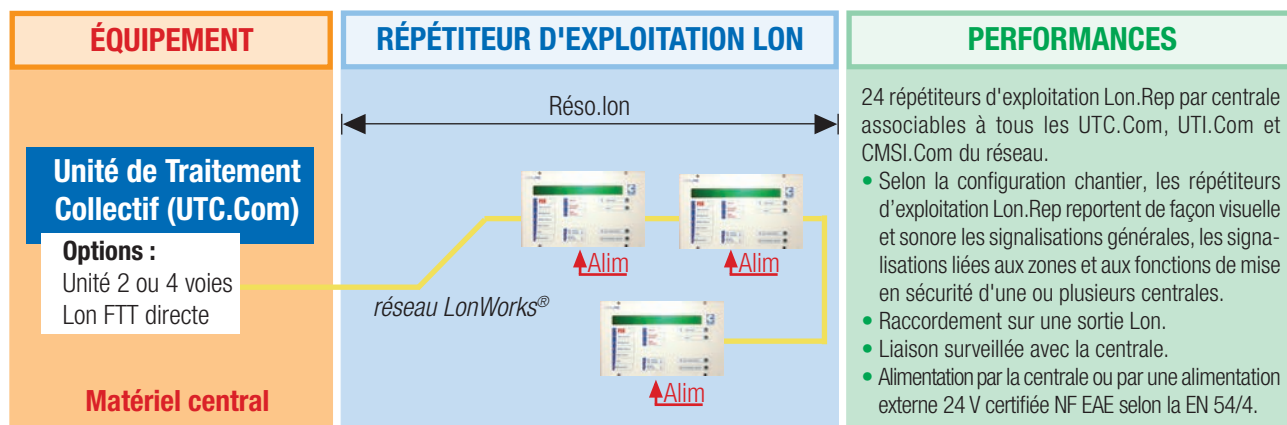 ÉQUIPEMENT
Unité de Traitement
Collectif (UTC.Com)
Options :
Unité 2 ou 4 voies
Lon FTT directe
Matériel central
RÉPÉTITEUR D'EXPLOITATION LON
Réso.lon
Alim
Alim
réseau LonWorks®
Alim
PERFORMANCES
24 répétiteurs d'exploitation Lon.Rep par centrale
associables à tous les UTC.Com, UTI.Com et
CMSI.Com du réseau.
• Selon la configuration chantier, les répétiteurs
d'exploitation Lon.Rep reportent de façon visuelle
et sonore les signalisations générales, les signa-
lisations liées aux zones et aux fonctions de mise
en sécurité d'une ou plusieurs centrales.
• Raccordement sur une sortie Lon.
• Liaison surveillée avec la centrale.
• Alimentation par la centrale ou par une alimentation
externe 24 V certifiée NF EAE selon la EN 54/4.